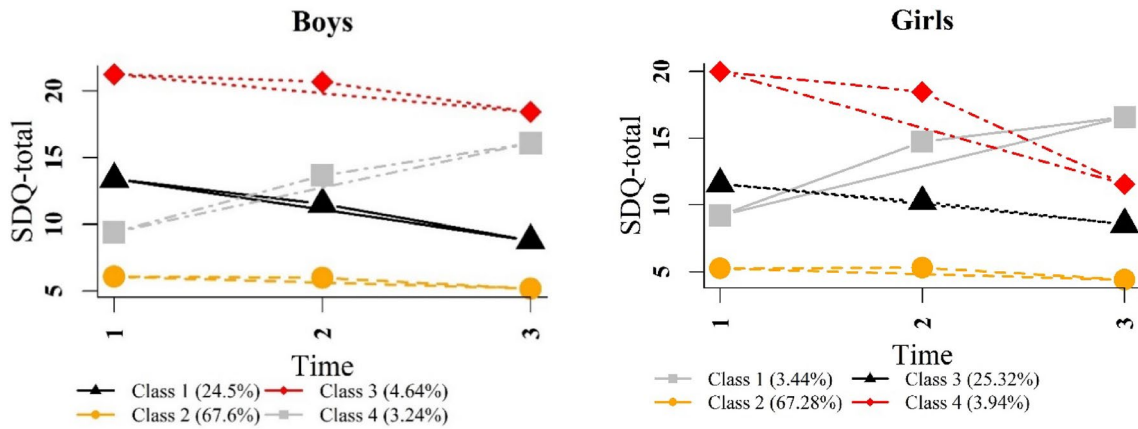 Boys
SDQ-total
20
15
10
5
1
2
3
Time
Class 1 (24.5%)
Class 3 (4.64%)
Class 2 (67.6%)
Class 4 (3.24%)
Girls
SDQ-total
20
15
10
5
1
2
3
Time
Class 1 (3.44%)
Class 3 (25.32%)
Class 2 (67.28%)
Class 4 (3.94%)